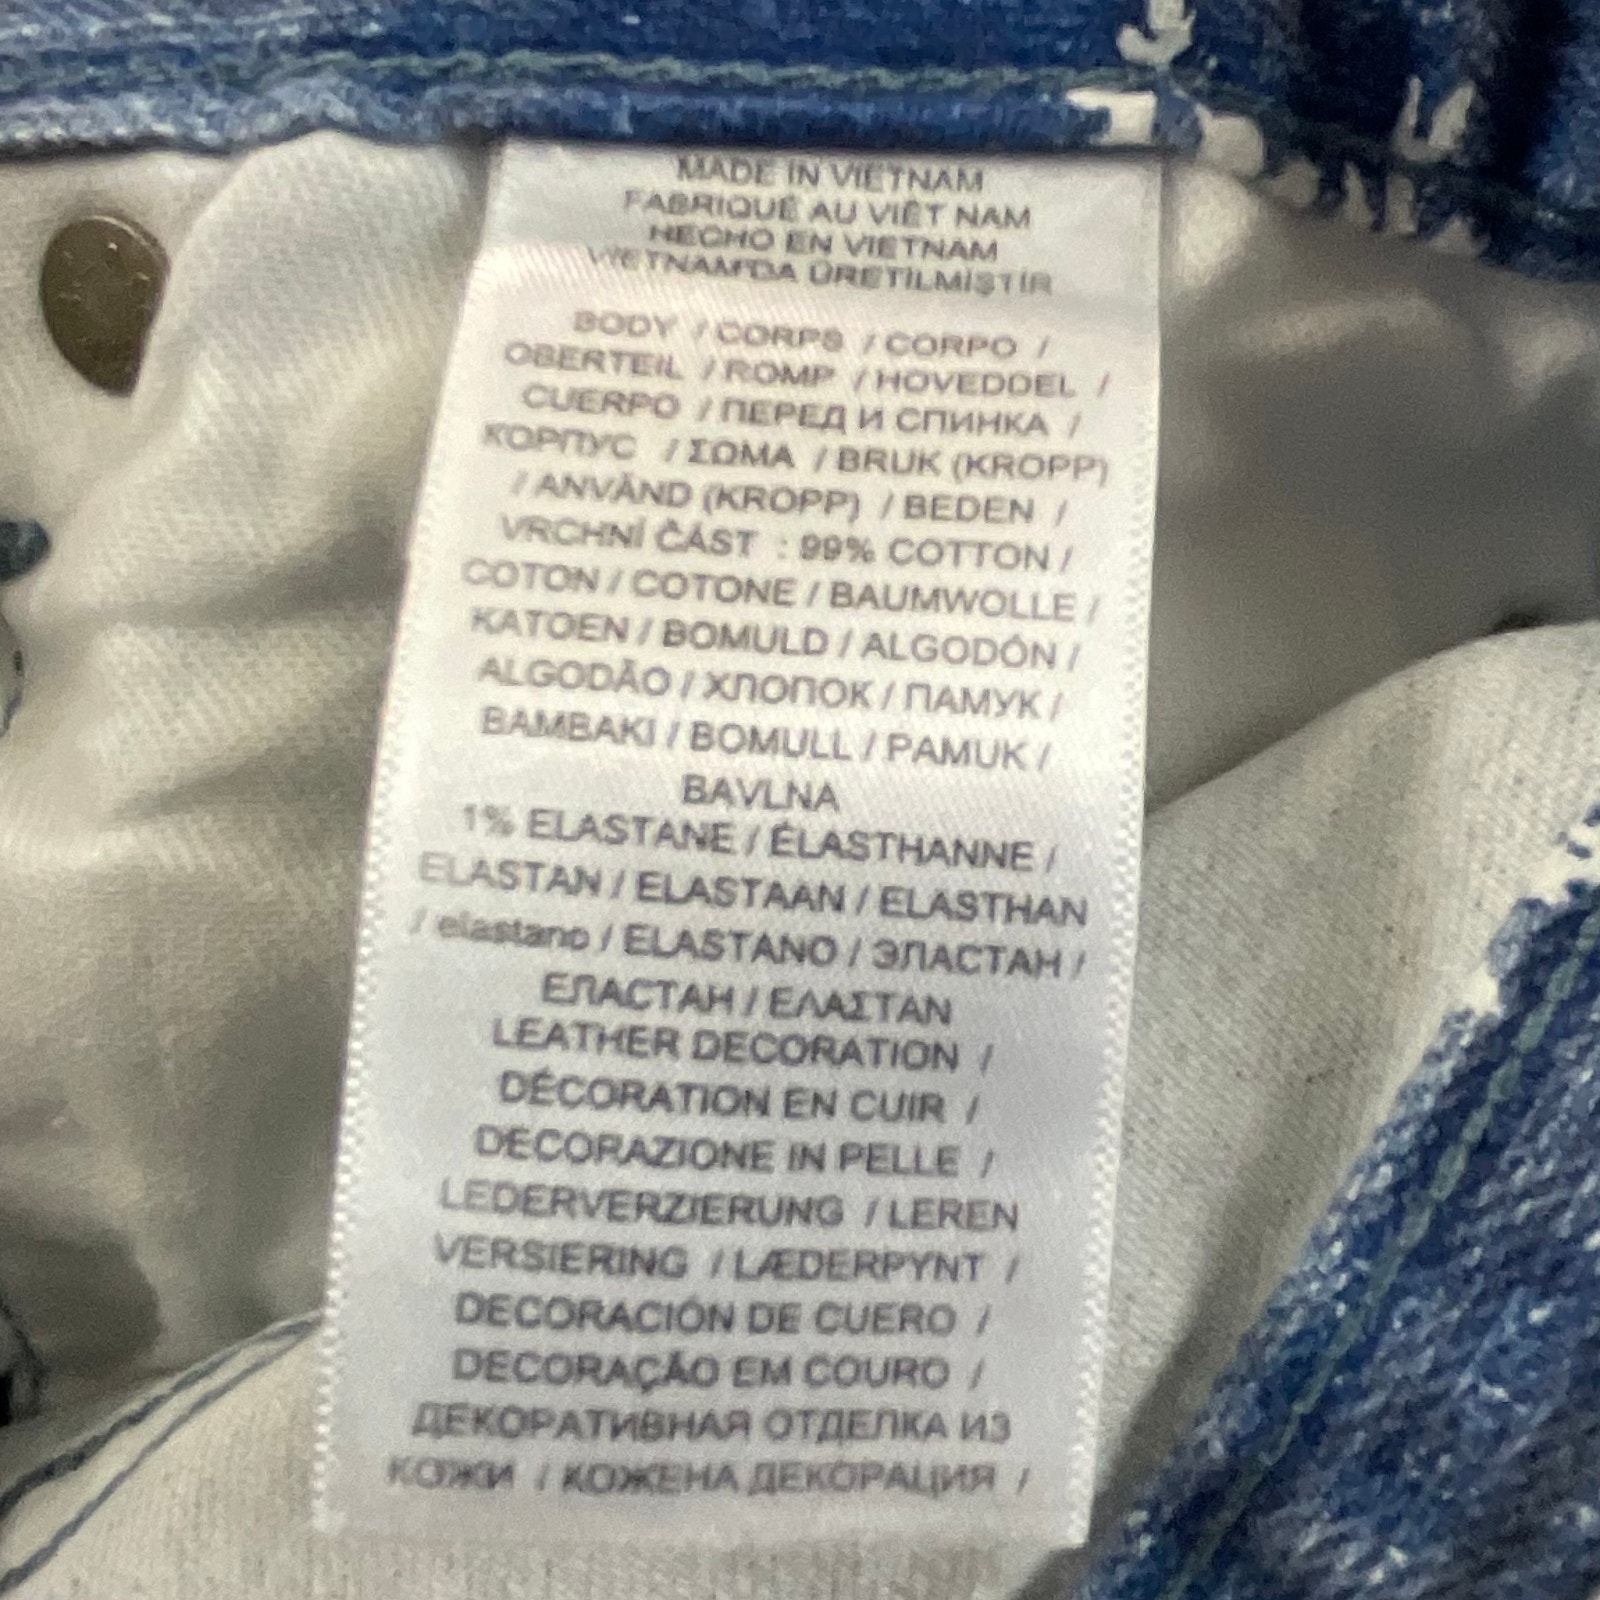 MADE IN VIETNAM
FABRIQUÉ AU VIÊT NAM
HECHO EN VIETNAM
VIETNAM'DA ÜRETİLMİŞTİR
BODY / CORPS / CORPO /
OBERTEIL / ROMP / HOVEDDEL /
CUERPO / ПЕРЕД И СПИНКА /
КОРПУС / ΣΩΜΑ / BRUK (KROPP)
/ ANVÄND (KROPP) / BEDEN /
VRCHNÍ ČÁST : 99% COTTON /
COTON / COTONE / BAUMWOLLE /
KATOEN / BOMULD / ALGODÓN /
ALGODÃO / ХЛОПОК / ПАМУК /
BAMBAKI / BOMULL / PAMUK /
BAVLNA
1% ELASTANE / ÉLASTHANNE /
ELASTAN / ELASTAAN / ELASTHAN
/ elastano / ELASTANO / ЭЛАСТАН /
ЕЛАСТАН / ΕΛΑΣΤΑΝ
LEATHER DECORATION /
DÉCORATION EN CUIR /
DECORAZIONE IN PELLE /
LEDERVERZIERUNG / LEREN
VERSIERING / LÆDERPYNT /
DECORACIÓN DE CUERO /
DECORAÇÃO EM COURO /
ДЕКОРАТИВНАЯ ОТДЕЛКА ИЗ
КОЖИ / КОЖЕНА ДЕКОРАЦИЯ /